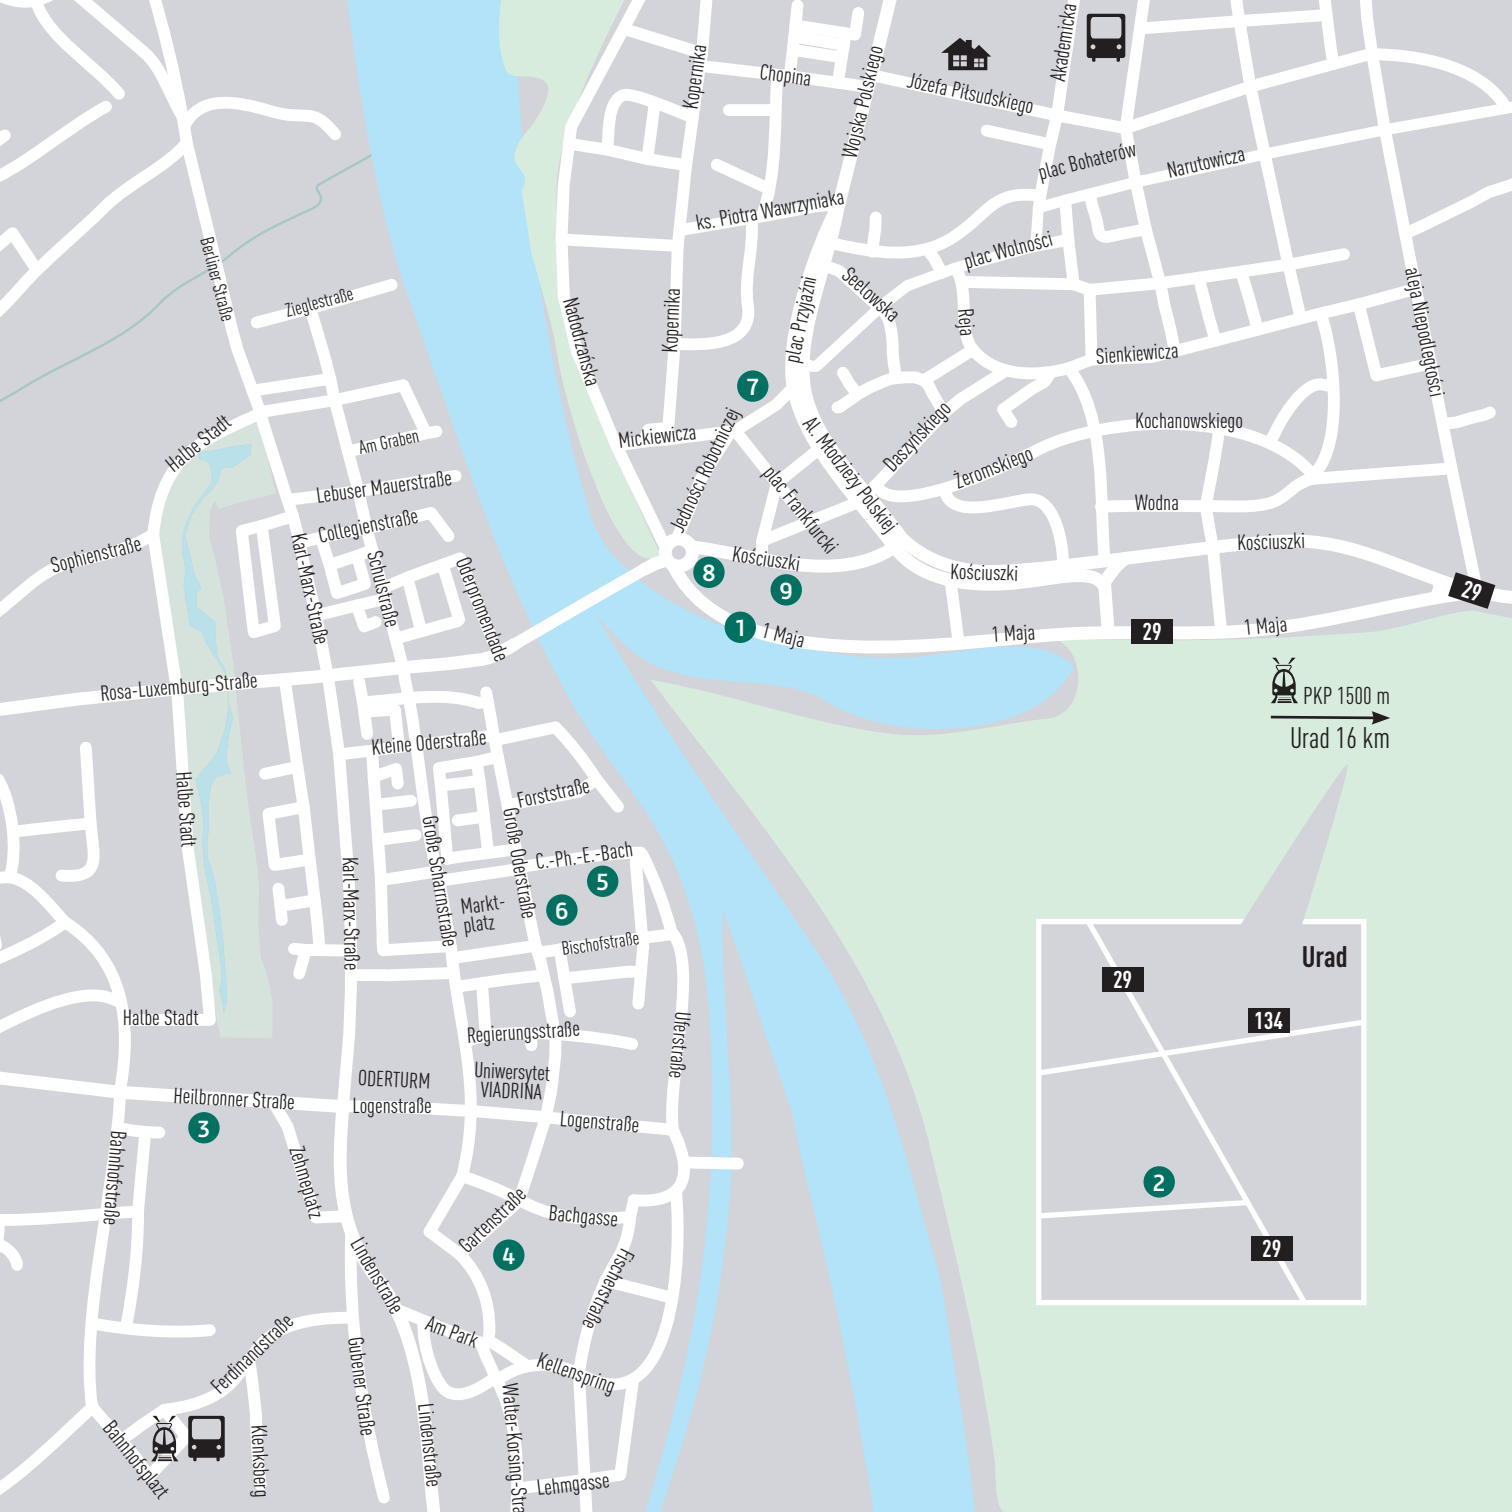 Akademicka
Kopernika
Chopina
Wojska Polskiego
Józefa Piłsudskiego
plac Bohaterów
Narutowicza
ks. Piotra Wawrzyniaka
Berliner Straße
Zieglestraße
plac Wolności
Seelowska
Reja
plac Przyjaźni
Nadodrzańska
Kopernika
Sienkiewicza
aleja Niepodległości
7
Halbe Stadt
Am Graben
Mickiewicza
Jedności Robotniczej
Al. Młodzieży Polskiej
Daszyńskiego
Kochanowskiego
Żeromskiego
Lebuser Mauerstraße
plac Frankfurcki
Wodna
Collegienstraße
Sophienstraße
Karl-Marx-Straße
Schulstraße
Oderpromendade
Kościuszki
Kościuszki
Kościuszki
8
9
29
1
1 Maja
1 Maja
29
1 Maja
Rosa-Luxemburg-Straße
PKP 1500 m
Urad 16 km
Kleine Oderstraße
Halbe Stadt
Forststraße
Große Scharrnstraße
Große Oderstraße
C.-Ph.-E.-Bach
Karl-Marx-Straße
5
Markt-
platz
6
Bischofstraße
Urad
29
134
Halbe Stadt
Regierungsstraße
Uferstraße
ODERTURM
Uniwersytet
VIADRINA
Heilbronner Straße
Logenstraße
Logenstraße
3
Bahnhofstraße
Zehmeplatz
2
Gartenstraße
Bachgasse
4
29
Lindenstraße
Fischerstraße
Am Park
Ferdinandstraße
Gubener Straße
Kellenspring
Bahnhofsplazt
Klenksberg
Lindenstraße
Walter-Korsing-Stra
Lehmgasse